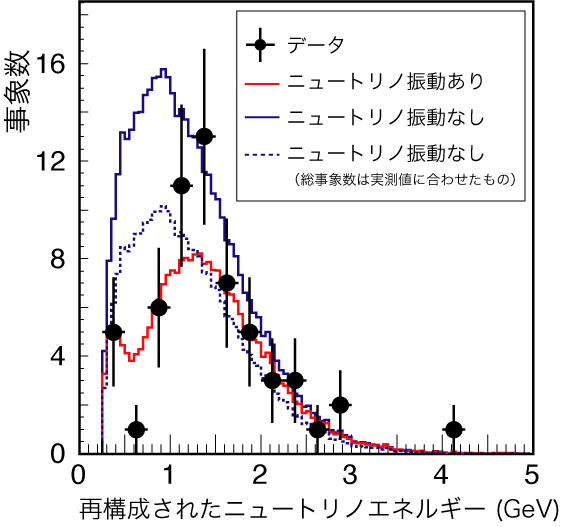 事象数
16
12
8
4
0
データ
ニュートリノ振動あり
ニュートリノ振動なし
ニュートリノ振動なし
（総事象数は実測値に合わせたもの）
0 1 2 3 4 5
再構成されたニュートリノエネルギー (GeV)